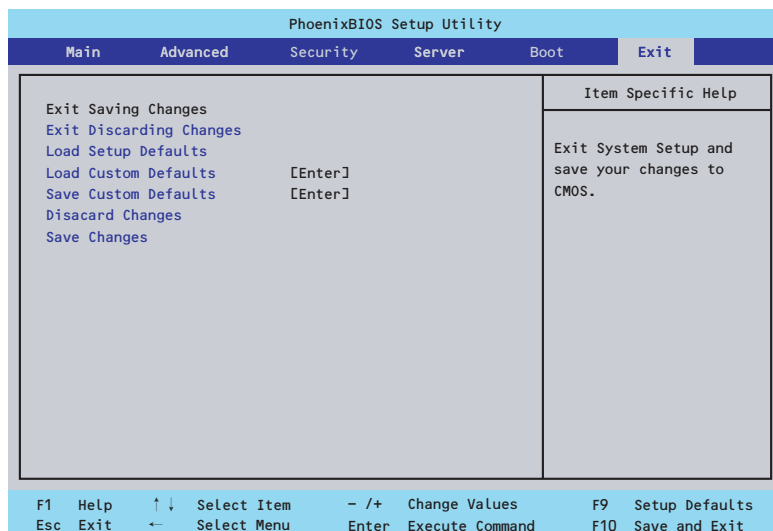 PhoenixBIOS Setup Utility
Main Advanced Security Server Boot Exit
Exit Saving Changes
Exit Discarding Changes
Load Setup Defaults
Load Custom Defaults [Enter]
Save Custom Defaults [Enter]
Disacard Changes
Save Changes
Item Specific Help
Exit System Setup and
save your changes to
CMOS.
F1 Help ↑↓ Select Item – /+ Change Values F9 Setup Defaults
Esc Exit ← Select Menu Enter Execute Command F10 Save and Exit